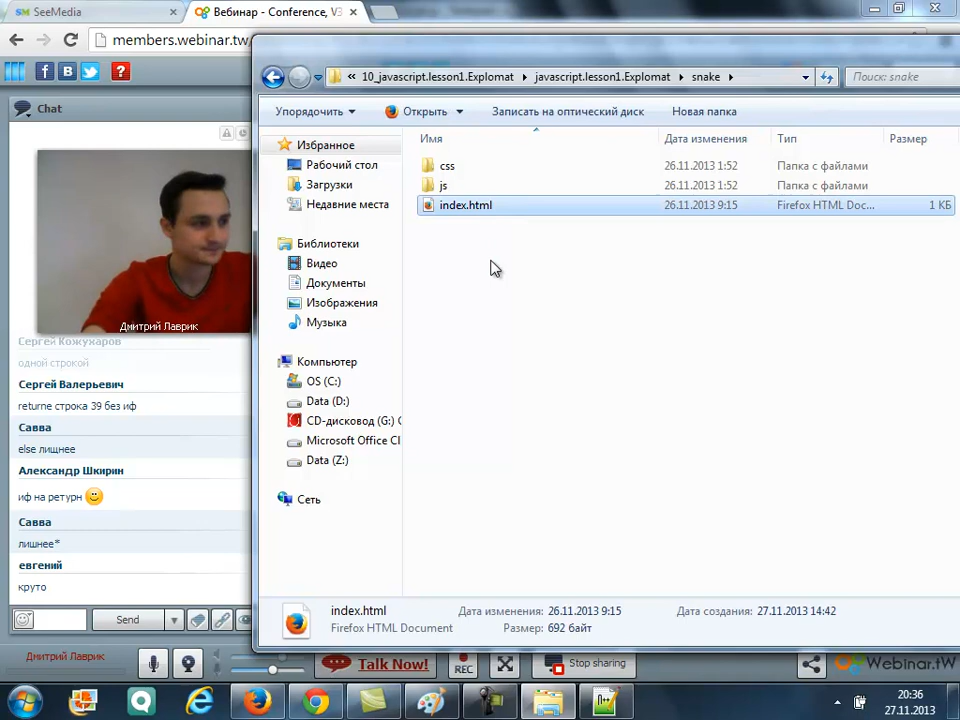 SeeMedia
Вебинар - Conference, V3
members.webinar.tw/
Chat
Дмитрий Лаврик
Сергей Кожухаров
одной строкой
Сергей Валерьевич
returne строка 39 без иф
Савва
else лищнее
Александр Шкирин
иф на ретурн
Савва
лишнее*
евгений
круто
Send
Дмитрий Лаврик
« 10_javascript.lesson1.Explomat
javascript.lesson1.Explomat
snake
Поиск: snake
Упорядочить
Открыть
Записать на оптический диск
Новая папка
Избранное
Рабочий стол
Загрузки
Недавние места
Библиотеки
Видео
Документы
Изображения
Музыка
Компьютер
OS (C:)
Data (D:)
CD-дисковод (G:) C
Microsoft Office Cl
Data (Z:)
Сеть
Имя
Дата изменения
Тип
Размер
css
26.11.2013 1:52
Папка с файлами
js
26.11.2013 1:52
Папка с файлами
index.html
26.11.2013 9:15
Firefox HTML Doc...
1 КБ
index.html
Дата изменения: 26.11.2013 9:15
Дата создания: 27.11.2013 14:42
Firefox HTML Document
Размер: 692 байт
Talk Now!
REC
Stop sharing
Webinar.tW
20:36
27.11.2013